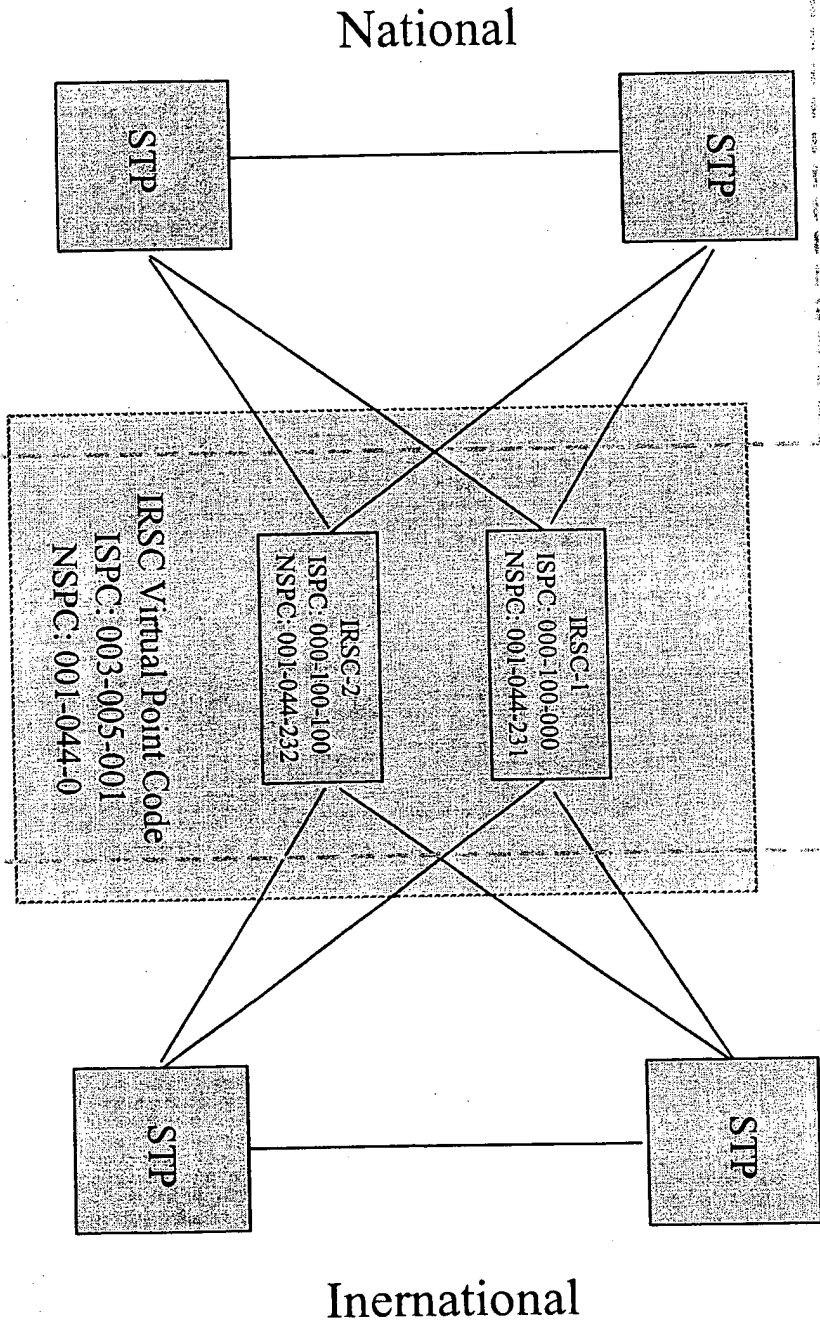 National
STP
STP
IRSC-1
ISPC: 000-100-000
NSPC: 001-044-231
IRSC-2
ISPC: 000-100-100
NSPC: 001-044-232
IRSC Virtual Point Code
ISPC: 003-005-001
NSPC: 001-044-0
STP
STP
Inernational